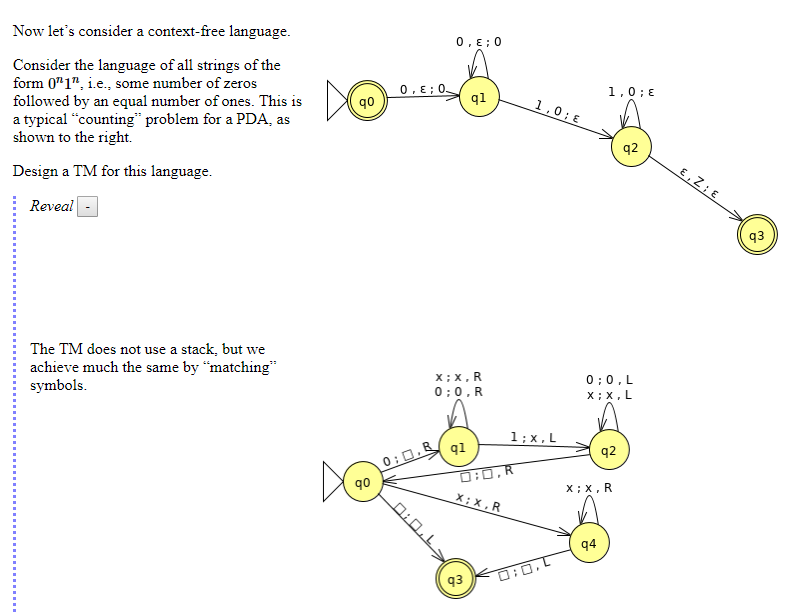 Now let's consider a context-free language.
Consider the language of all strings of the
form 0ⁿ1ⁿ, i.e., some number of zeros
followed by an equal number of ones. This is
a typical “counting” problem for a PDA, as
shown to the right.
Design a TM for this language.
Reveal -
0 , ε ; 0
q0
0 , ε ; 0
q1
1 , 0 ; ε
1 , 0 ; ε
q2
ε , Z ; ε
q3
The TM does not use a stack, but we
achieve much the same by “matching”
symbols.
x ; x , R
0 ; 0 , R
q0
0 ; □ , R
q1
1 ; x , L
0 ; 0 , L
x ; x , L
q2
□ ; □ , R
x ; x , R
x ; x , R
□ ; □ , L
q4
q3
□ ; □ , L